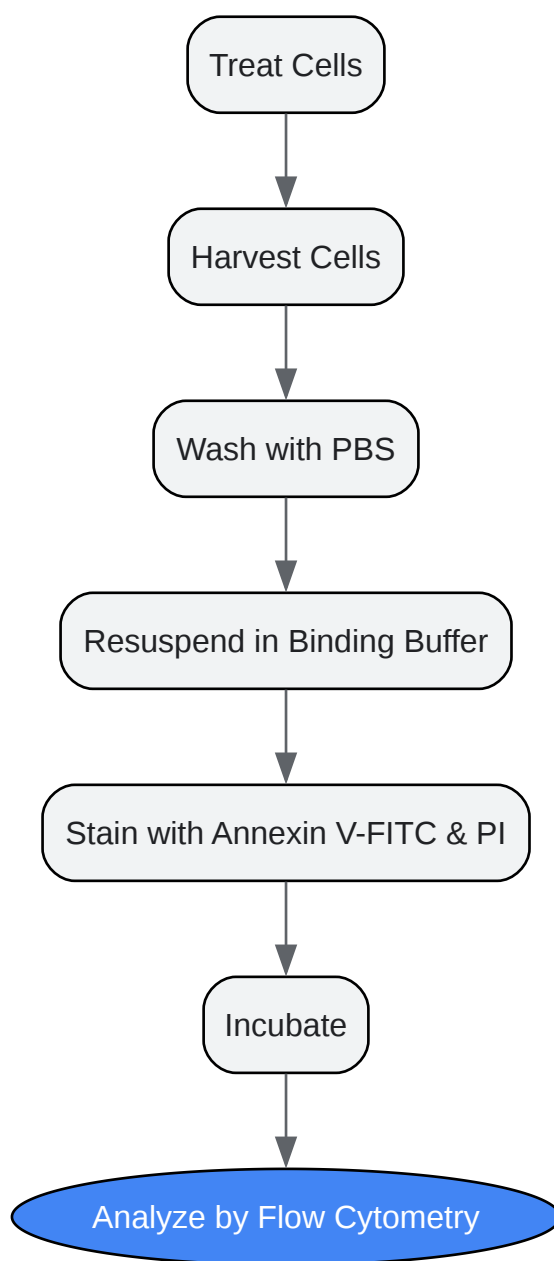 Treat Cells
Harvest Cells
Wash with PBS
Resuspend in Binding Buffer
Stain with Annexin V-FITC & PI
Incubate
Analyze by Flow Cytometry